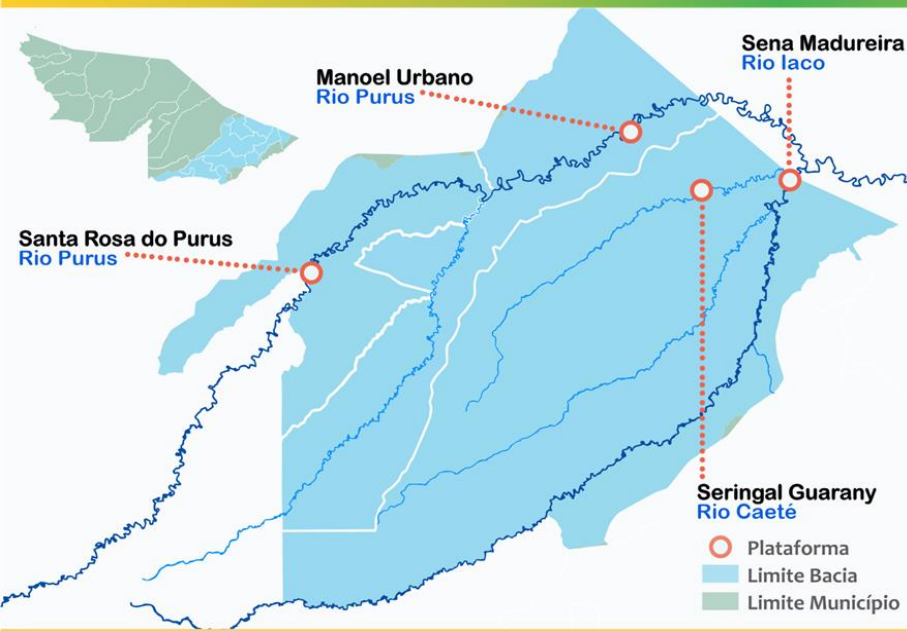 Sena Madureira
Rio Iaco
Manoel Urbano
Rio Purus
Santa Rosa do Purus
Rio Purus
Seringal Guarany
Rio Caeté
Plataforma
Limite Bacia
Limite Município